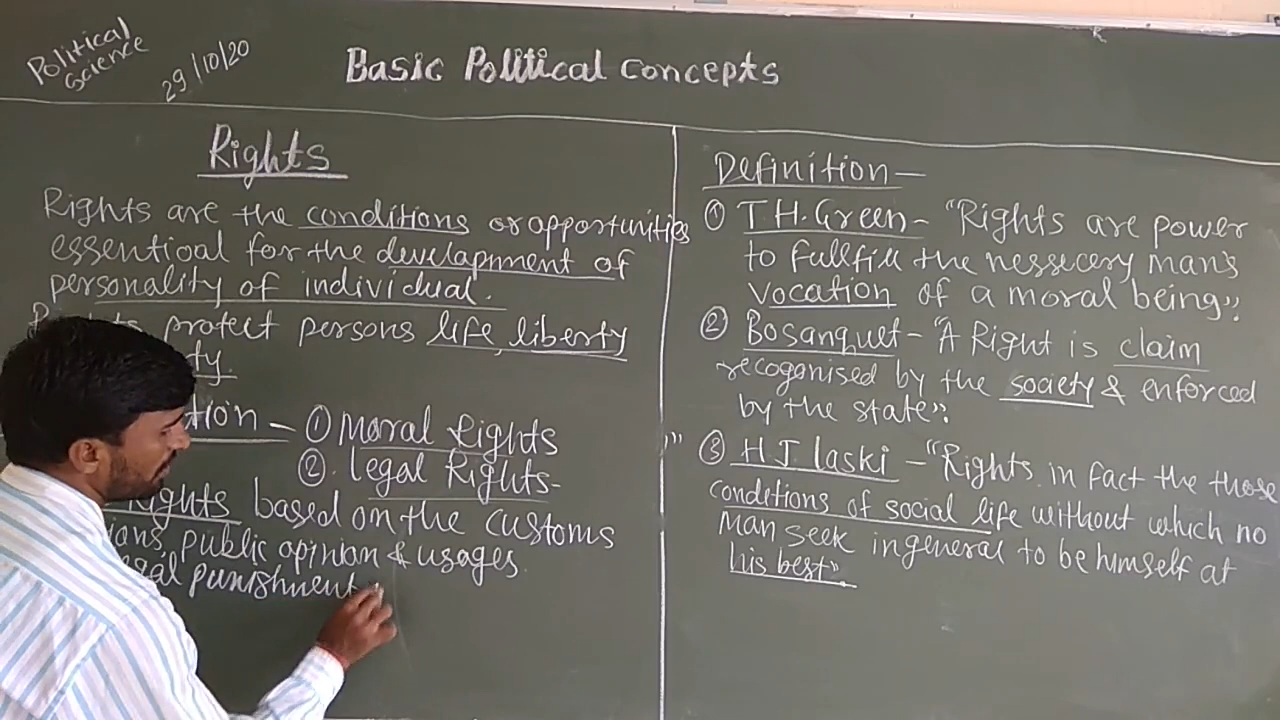 Political
Science
29/10/20
Basic Political Concepts
Rights
Rights are the conditions or opportunities
essentioal for the development of
personality of individual.
protect persons life, liberty
① Moral Rights
② Legal Rights-
Rights based on the customs
public opinion & usages
punishment
Definition —
① T.H. Green - "Rights are power
to fullfill the nessecery man's
vocation of a moral being",
② Bosanquet - "A Right is claim
recoganised by the society & enforced
by the state".
③ H J laski - "Rights in fact the those
conditions of social life without which no
Man seek in general to be himself at
his best".